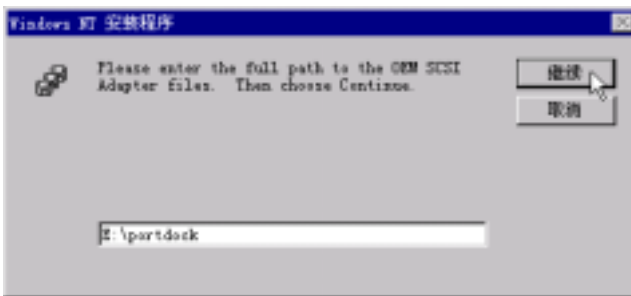 Windows NT 安装程序
Please enter the full path to the OEM SCSI
Adapter files. Then choose Continue.
继续
取消
E:\portdock